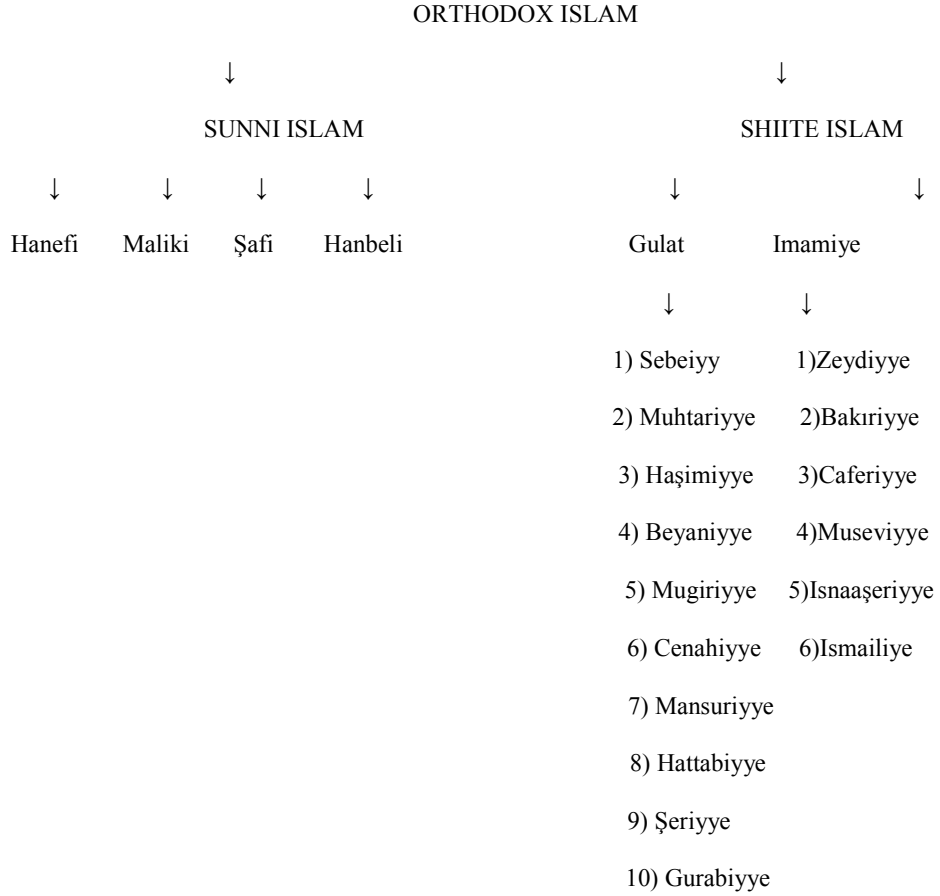 ORTHODOX ISLAM
↓ ↓
SUNNI ISLAM SHIITE ISLAM
↓ ↓ ↓ ↓ ↓ ↓
Hanefi Maliki Şafi Hanbeli Gulat Imamiye
↓ ↓
1) Sebeiyy 1)Zeydiyye
2) Muhtariyye 2)Bakıriyye
3) Haşimiyye 3)Caferiyye
4) Beyaniyye 4)Museviyye
5) Mugiriyye 5)Isnaaşeriyye
6) Cenahiyye 6)Ismailiye
7) Mansuriyye
8) Hattabiyye
9) Şeriyye
10) Gurabiyye